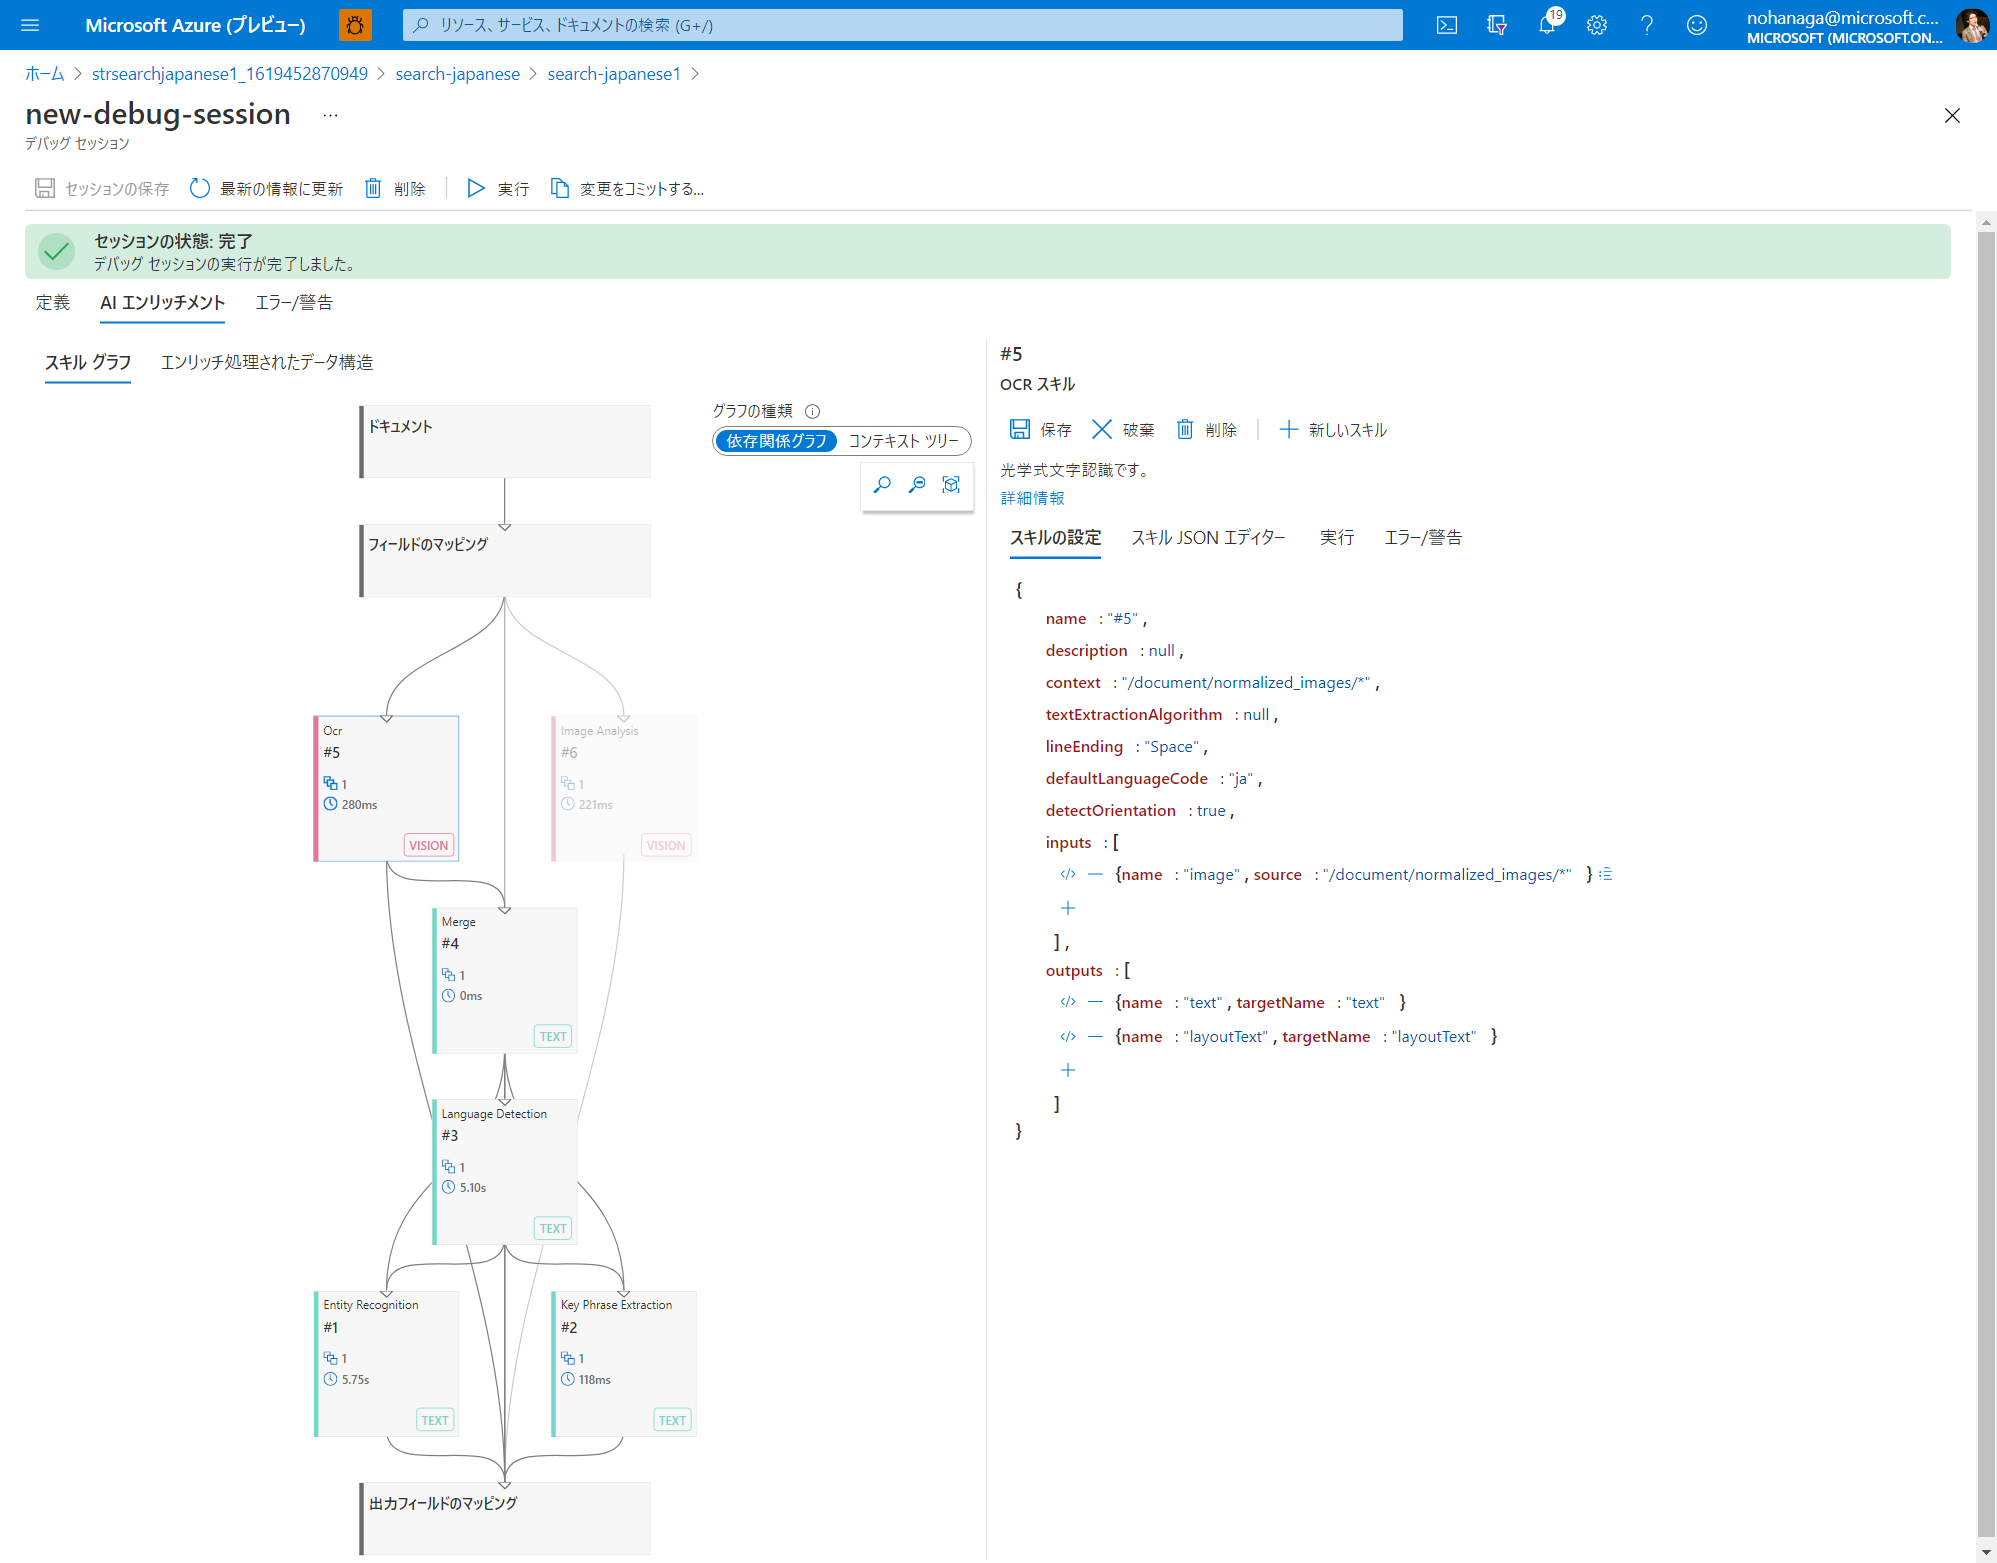 Microsoft Azure (プレビュー)
リソース、サービス、ドキュメントの検索 (G+/)
19
nohanaga@microsoft.c...
MICROSOFT (MICROSOFT.ON...
ホーム > strsearchjapanese1_1619452870949 > search-japanese > search-japanese1 >
new-debug-session ...
デバッグ セッション
セッションの保存 最新の情報に更新 削除 実行 変更をコミットする...
セッションの状態: 完了
デバッグ セッションの実行が完了しました。
定義 AI エンリッチメント エラー/警告
スキル グラフ エンリッチ処理されたデータ構造
グラフの種類
依存関係グラフ コンテキスト ツリー
ドキュメント
フィールドのマッピング
Ocr
#5
1
280ms
VISION
Image Analysis
#6
1
221ms
VISION
Merge
#4
1
0ms
TEXT
Language Detection
#3
1
5.10s
TEXT
Entity Recognition
#1
1
5.75s
TEXT
Key Phrase Extraction
#2
1
118ms
TEXT
出力フィールドのマッピング
#5
OCR スキル
保存 破棄 削除 新しいスキル
光学式文字認識です。
詳細情報
スキルの設定 スキル JSON エディター 実行 エラー/警告
{
name : "#5" ,
description : null ,
context : "/document/normalized_images/*" ,
textExtractionAlgorithm : null ,
lineEnding : "Space" ,
defaultLanguageCode : "ja" ,
detectOrientation : true ,
inputs : [
</> — {name : "image" , source : "/document/normalized_images/*" }
+
] ,
outputs : [
</> — {name : "text" , targetName : "text" }
</> — {name : "layoutText" , targetName : "layoutText" }
+
]
}